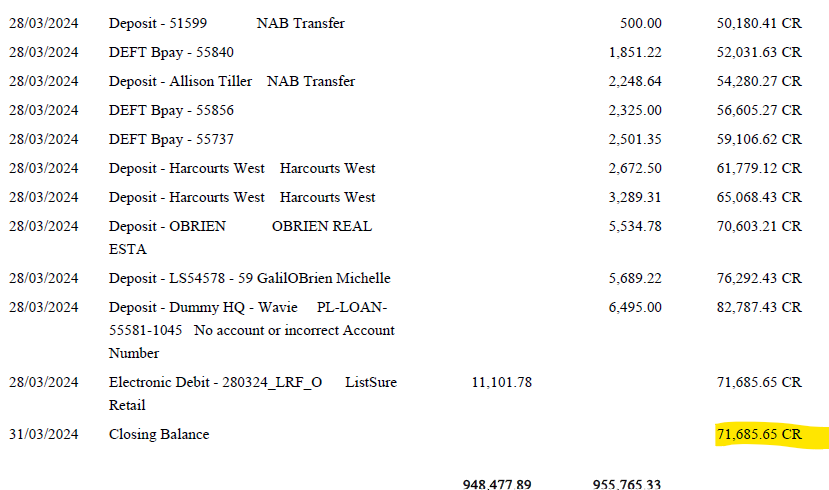 28/03/2024 Deposit - 51599 NAB Transfer 500.00 50,180.41 CR
28/03/2024 DEFT Bpay - 55840 1,851.22 52,031.63 CR
28/03/2024 Deposit - Allison Tiller NAB Transfer 2,248.64 54,280.27 CR
28/03/2024 DEFT Bpay - 55856 2,325.00 56,605.27 CR
28/03/2024 DEFT Bpay - 55737 2,501.35 59,106.62 CR
28/03/2024 Deposit - Harcourts West Harcourts West 2,672.50 61,779.12 CR
28/03/2024 Deposit - Harcourts West Harcourts West 3,289.31 65,068.43 CR
28/03/2024 Deposit - OBRIEN OBRIEN REAL 5,534.78 70,603.21 CR
ESTA
28/03/2024 Deposit - LS54578 - 59 GalilOBrien Michelle 5,689.22 76,292.43 CR
28/03/2024 Deposit - Dummy HQ - Wavie PL-LOAN- 6,495.00 82,787.43 CR
55581-1045 No account or incorrect Account
Number
28/03/2024 Electronic Debit - 280324_LRF_O ListSure 11,101.78 71,685.65 CR
Retail
31/03/2024 Closing Balance 71,685.65 CR
948,477.89 955,765.33